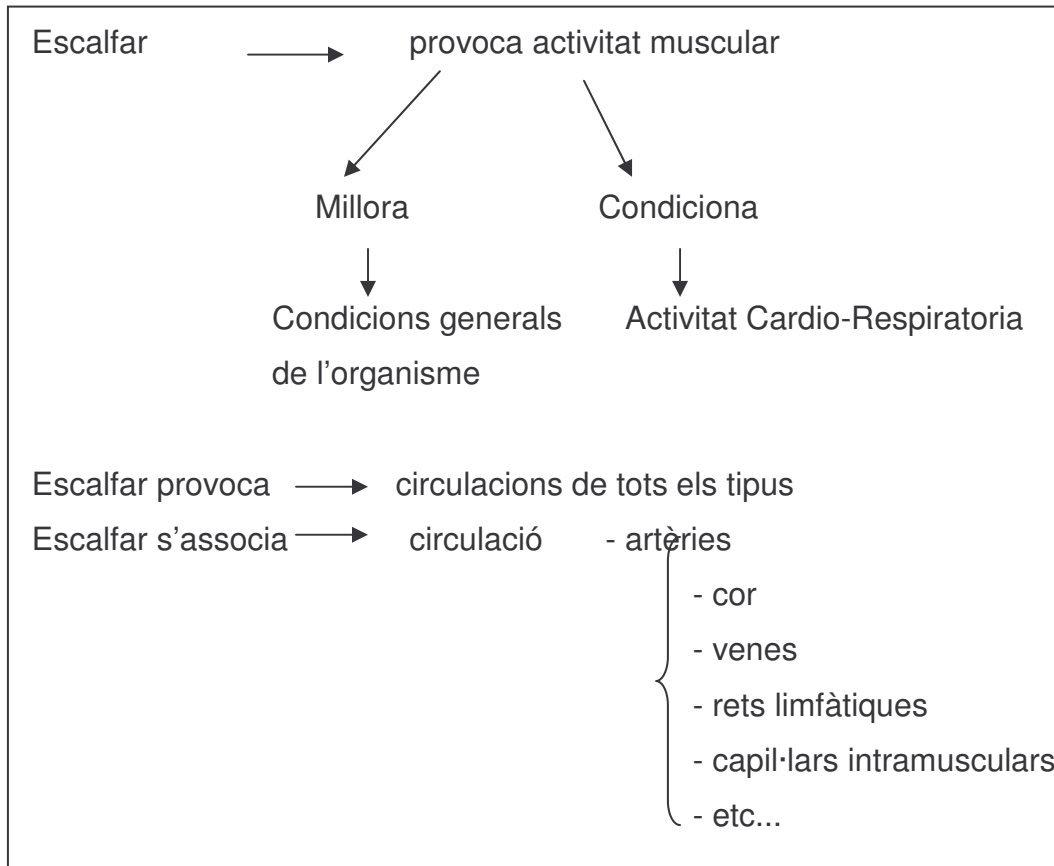 Escalfar provoca activitat muscular
Millora Condiciona
Condicions generals Activitat Cardio-Respiratoria
de l’organisme
Escalfar provoca circulacions de tots els tipus
Escalfar s’associa circulació - artèries
- cor
- venes
- rets limfàtiques
- capil·lars intramusculars
- etc...